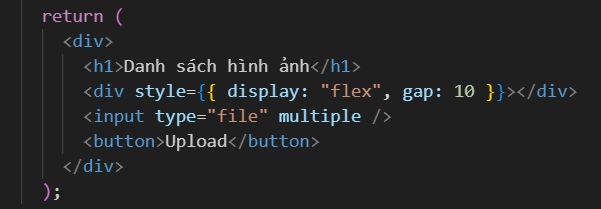 return (
<div>
<h1>Danh sách hình ảnh</h1>
<div style={{ display: "flex", gap: 10 }}></div>
<input type="file" multiple />
<button>Upload</button>
</div>
);